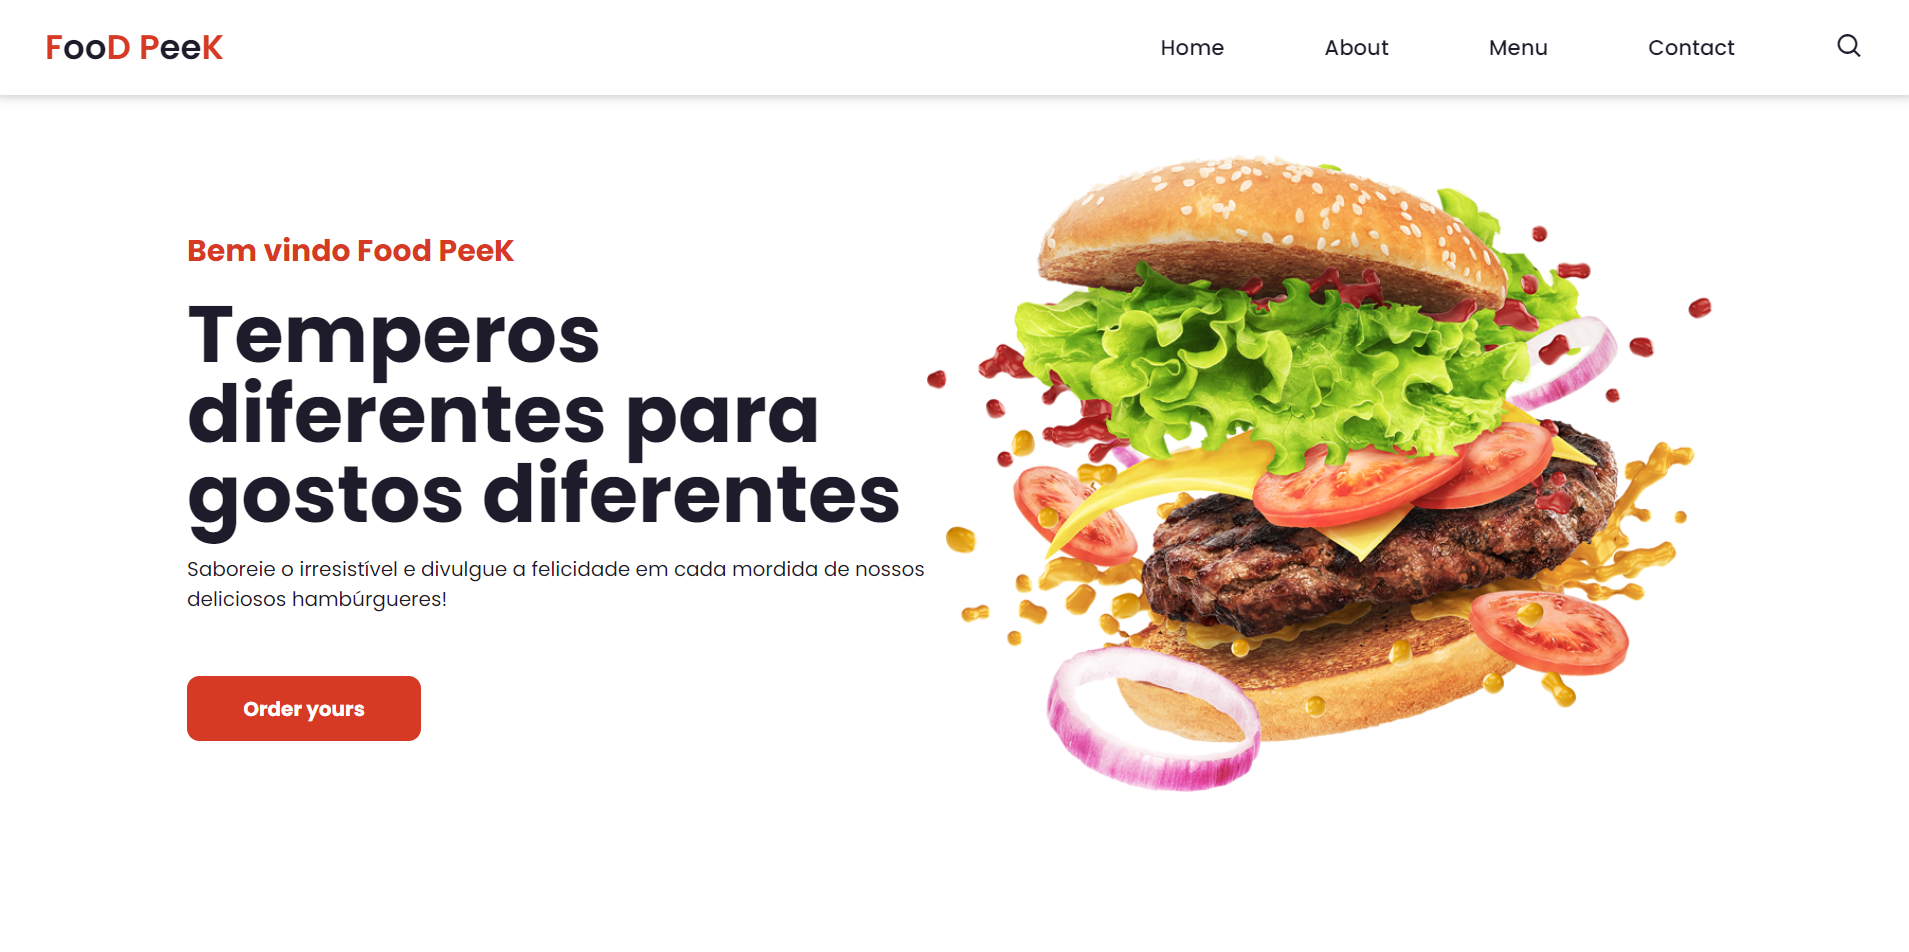 FooD PeeK
Home
About
Menu
Contact
Bem vindo Food PeeK
Temperos
diferentes para
gostos diferentes
Saboreie o irresistível e divulgue a felicidade em cada mordida de nossos
deliciosos hambúrgueres!
Order yours